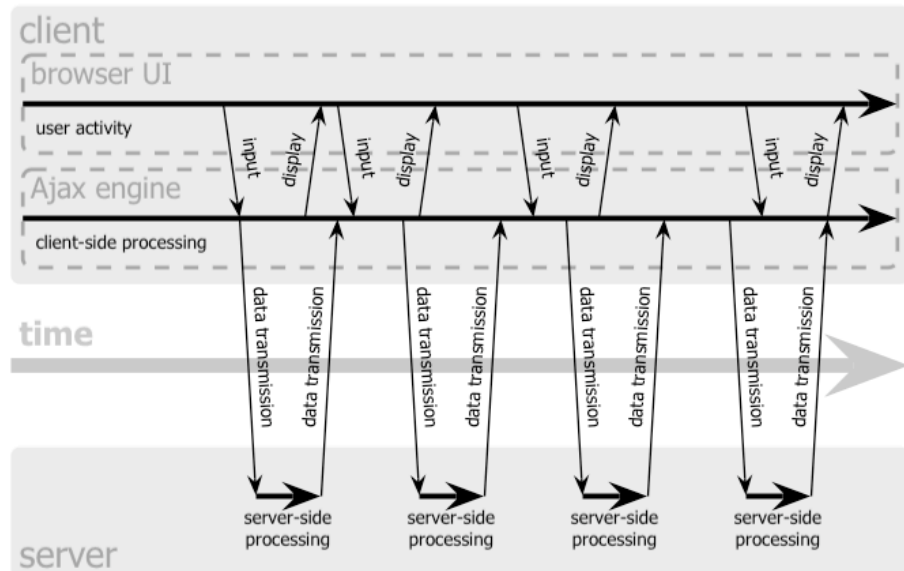 client
browser UI
user activity
input
display
input
display
input
display
input
display
Ajax engine
client-side processing
data transmission
data transmission
data transmission
data transmission
data transmission
data transmission
data transmission
data transmission
time
server-side
processing
server-side
processing
server-side
processing
server-side
processing
server